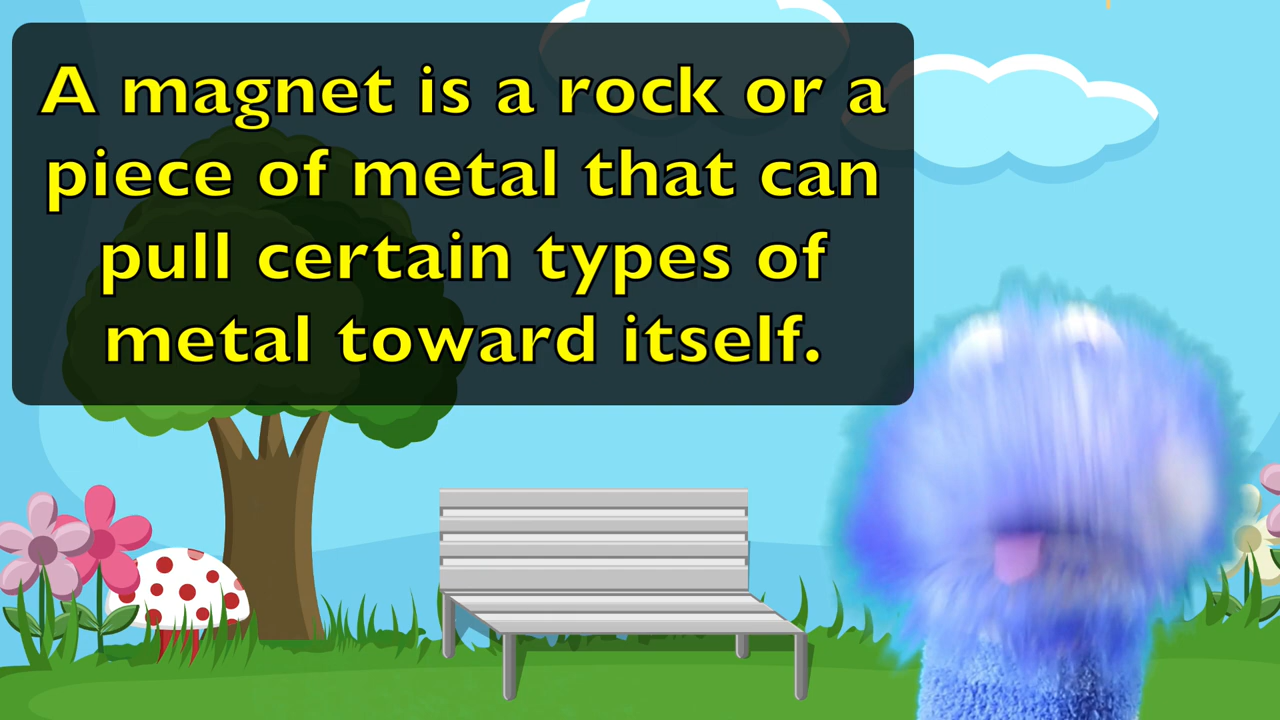 A magnet is a rock or a
piece of metal that can
pull certain types of
metal toward itself.